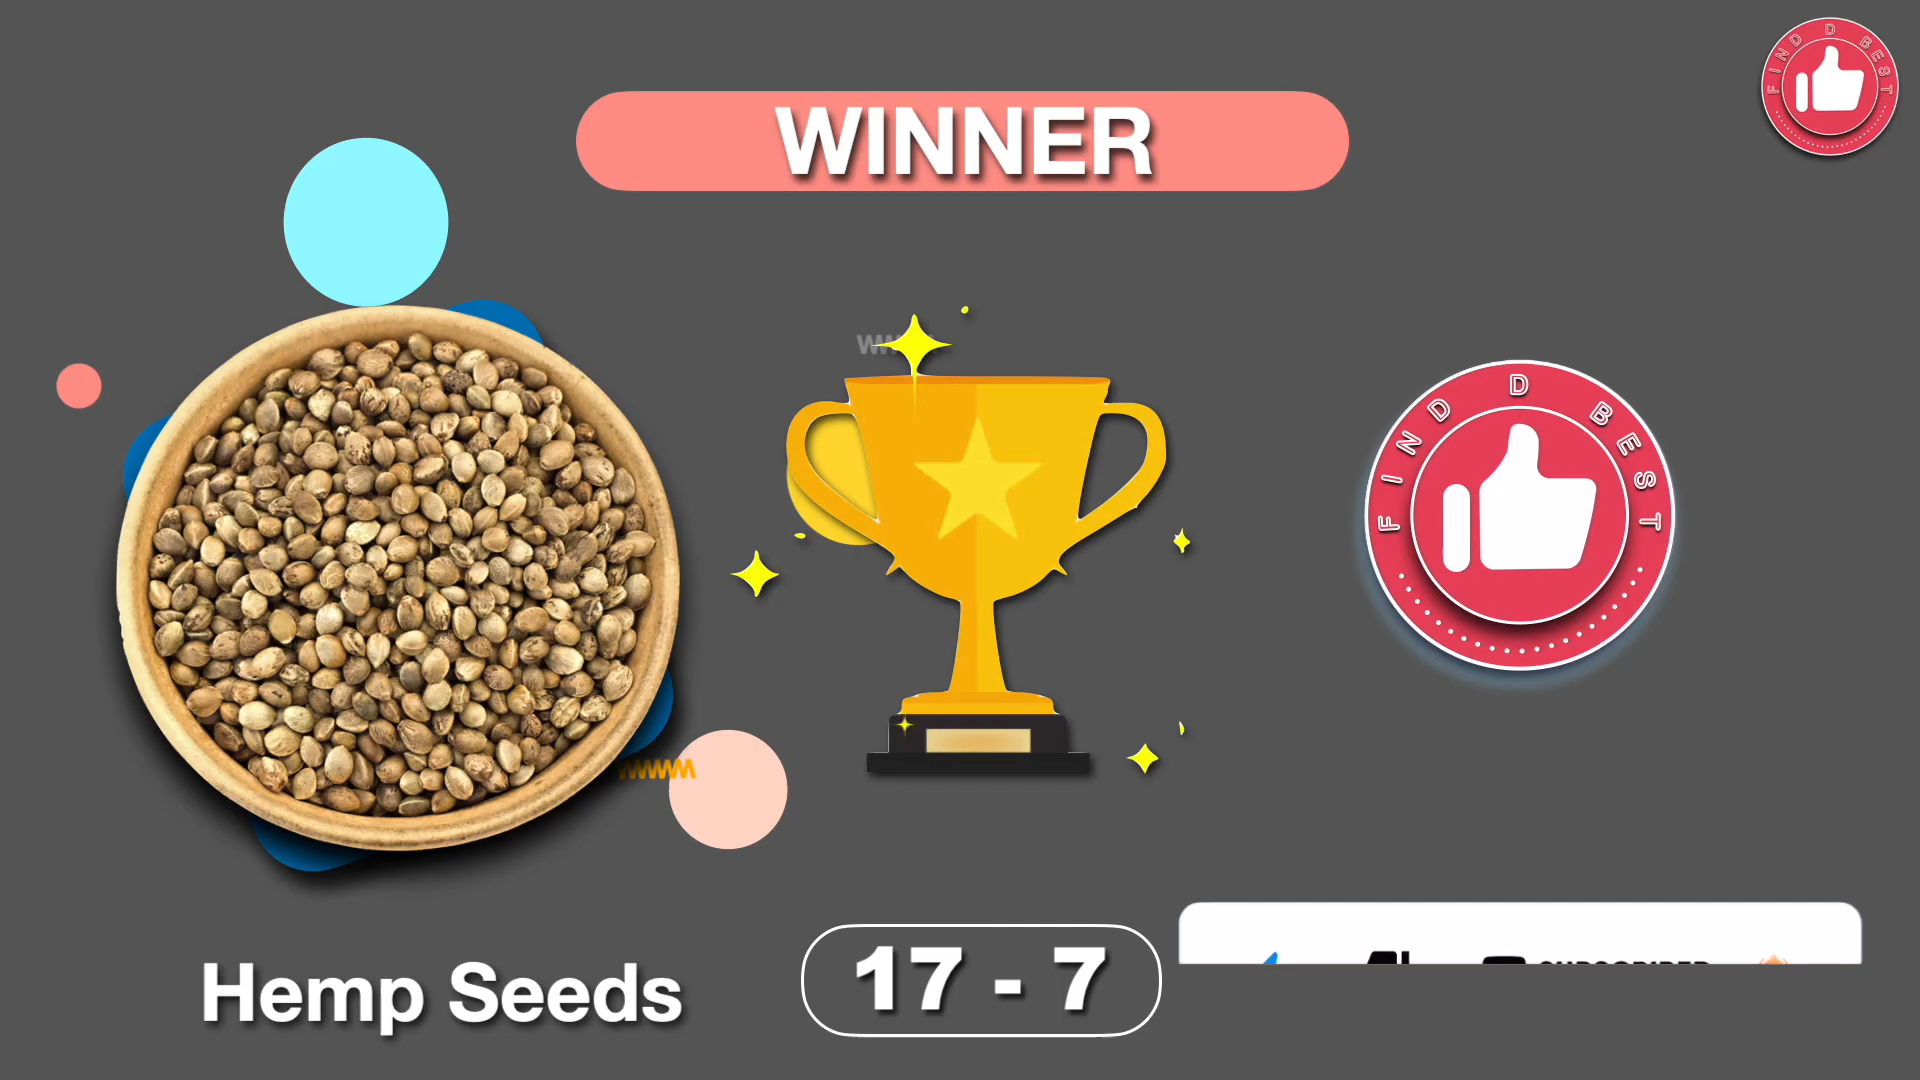 FIND D BEST
WINNER
FIND D BEST
Hemp Seeds
17 - 7